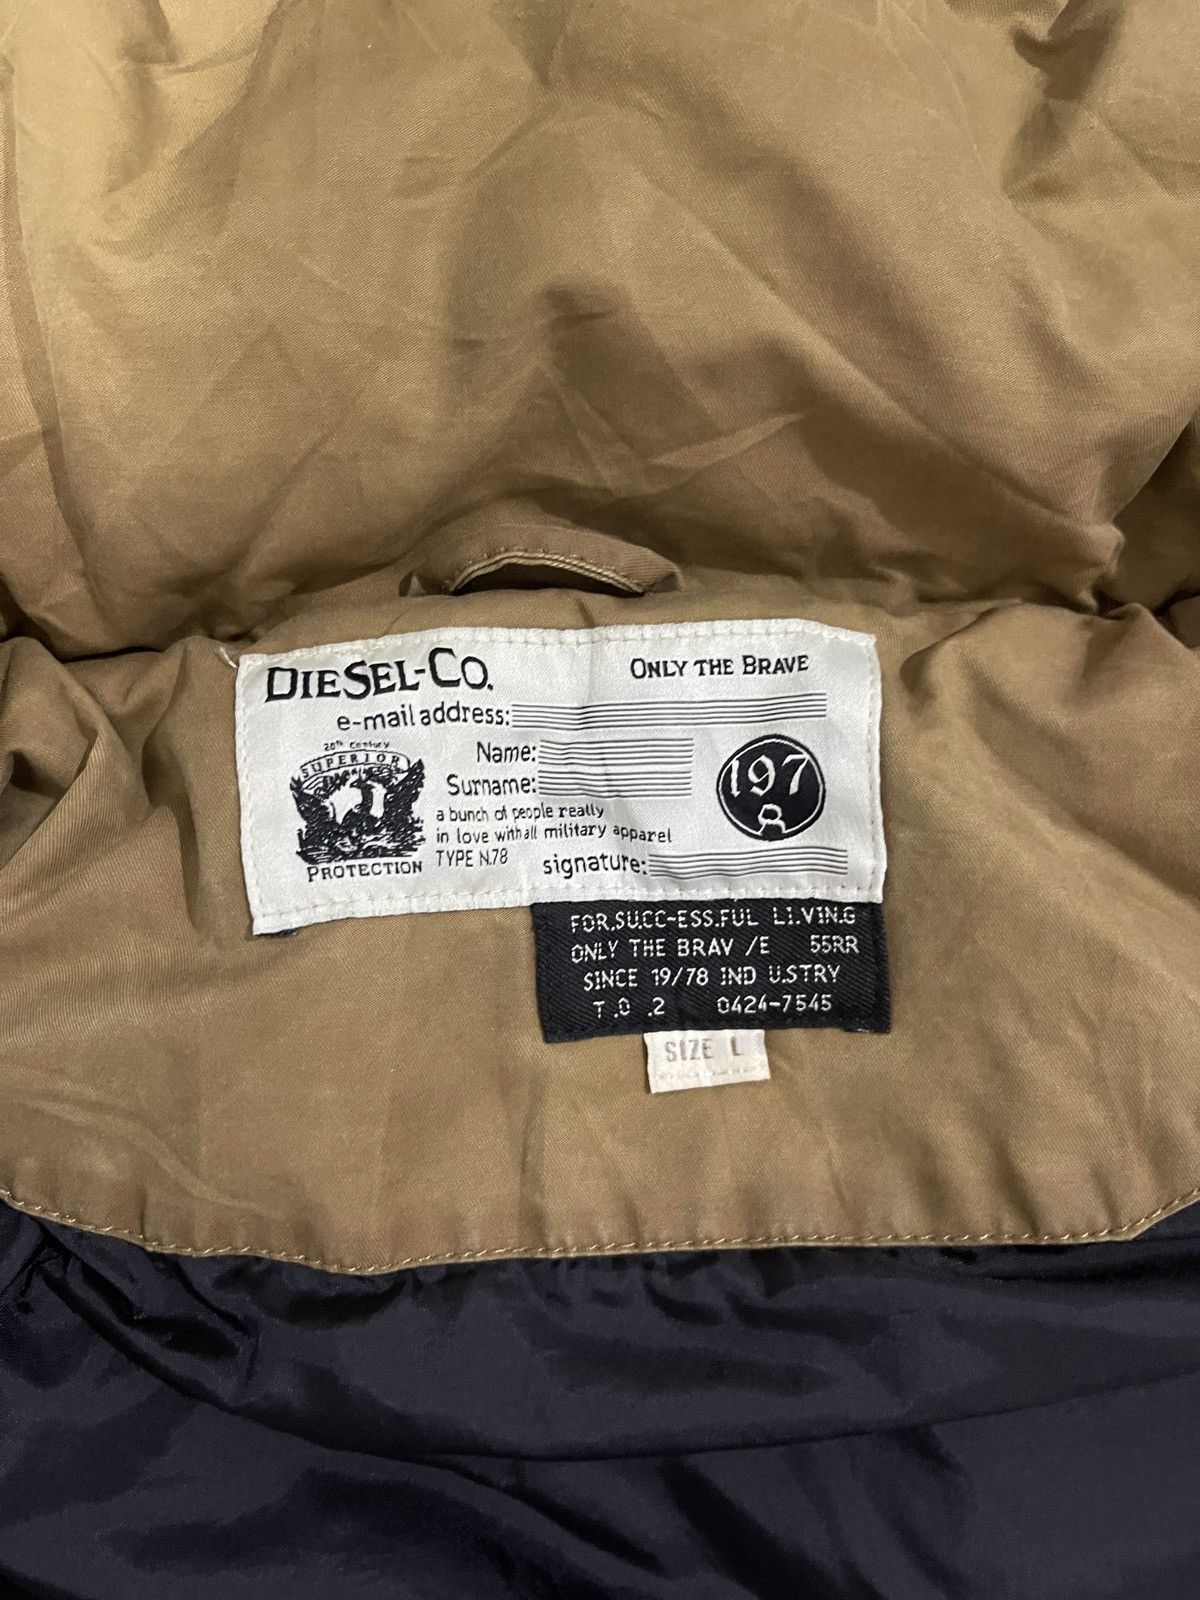 DIESEL-CO.
ONLY THE BRAVE
e-mail address:
20th Century
SUPERIOR
PROTECTION
Name:
Surname:
a bunch of people really
in love with all military apparel
TYPE N.78
signature:
197
8
FOR.SU.CC-ESS.FUL LI.VIN.G
ONLY THE BRAV /E 55RR
SINCE 19/78 IND U.STRY
T.O .2 0424-7545
SIZE L